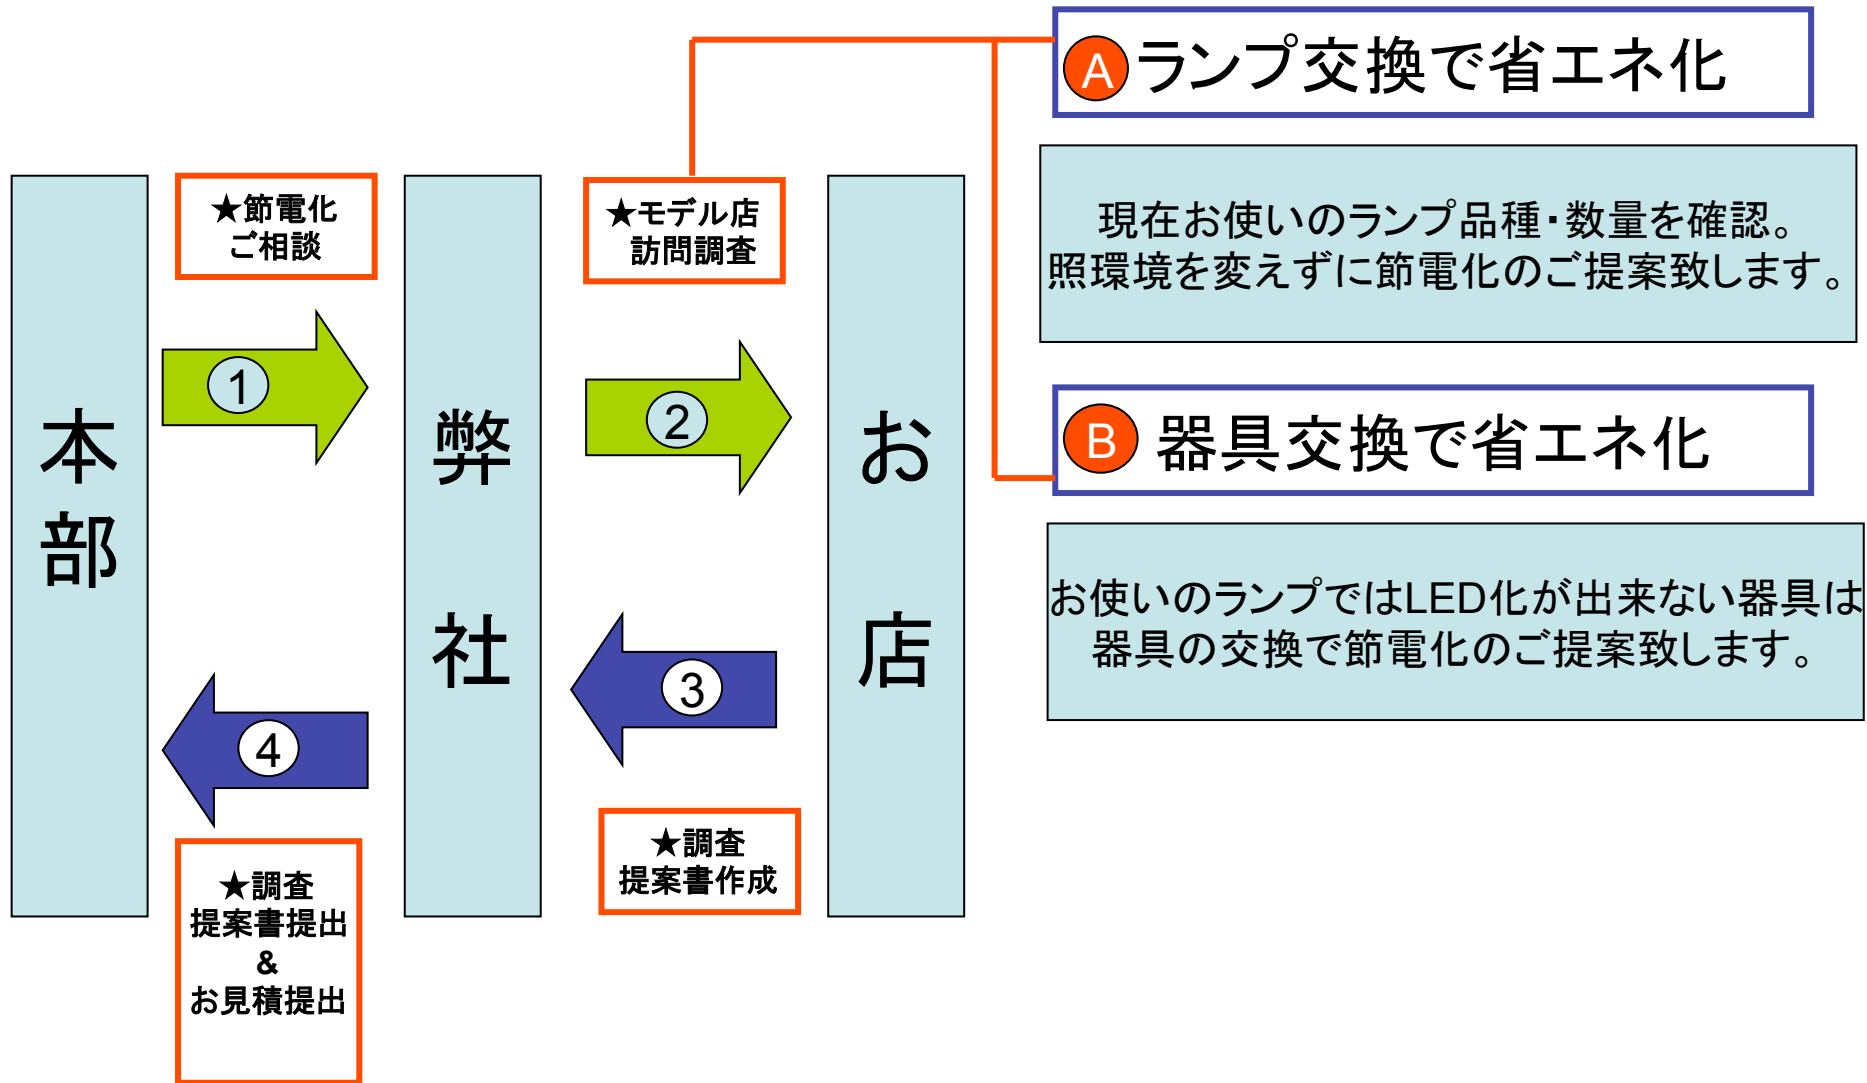 A ランプ交換で省エネ化
現在お使いのランプ品種・数量を確認。
照環境を変えずに節電化のご提案致します。
B 器具交換で省エネ化
お使いのランプではLED化が出来ない器具は
器具の交換で節電化のご提案致します。
本部
★節電化
ご相談
1
弊社
★モデル店
訪問調査
2
お店
3
★調査
提案書作成
4
★調査
提案書提出
&
お見積提出